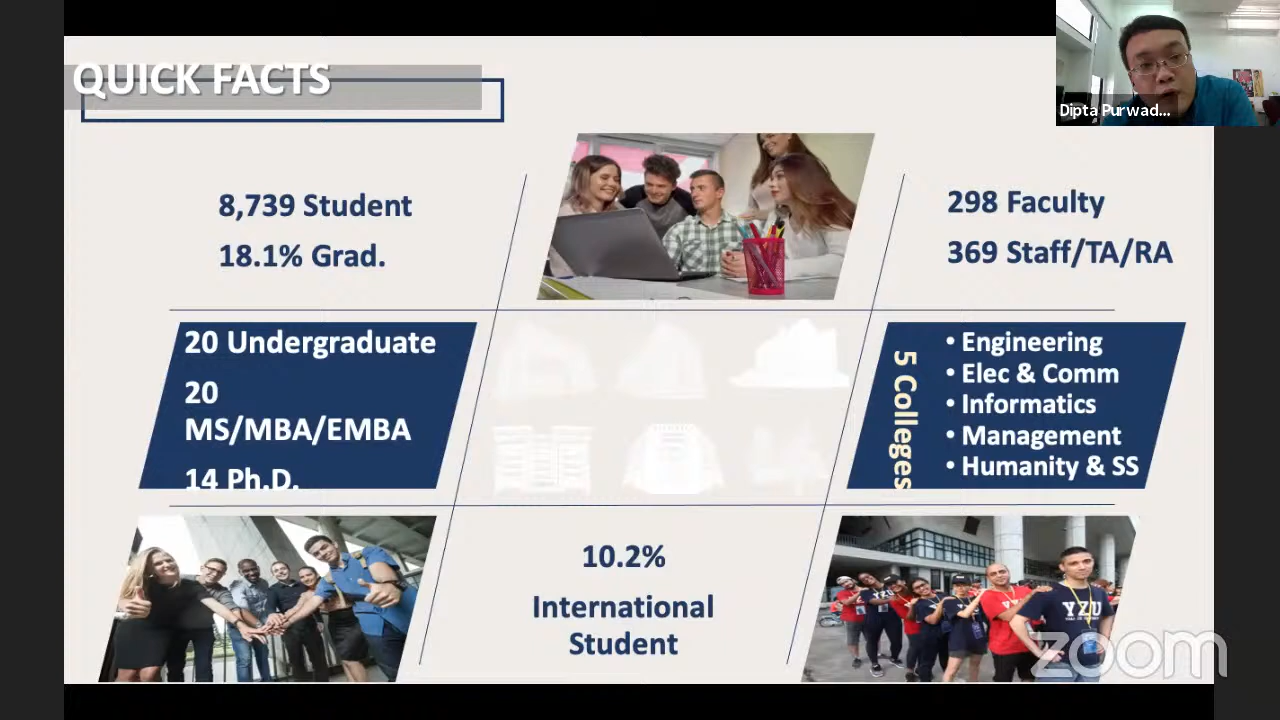 QUICK FACTS
Dipta Purwad...
8,739 Student
18.1% Grad.
298 Faculty
369 Staff/TA/RA
20 Undergraduate
20
MS/MBA/EMBA
14 Ph.D.
5 Colleges
• Engineering
• Elec & Comm
• Informatics
• Management
• Humanity & SS
10.2%
International
Student
YZU
YZU
zoom